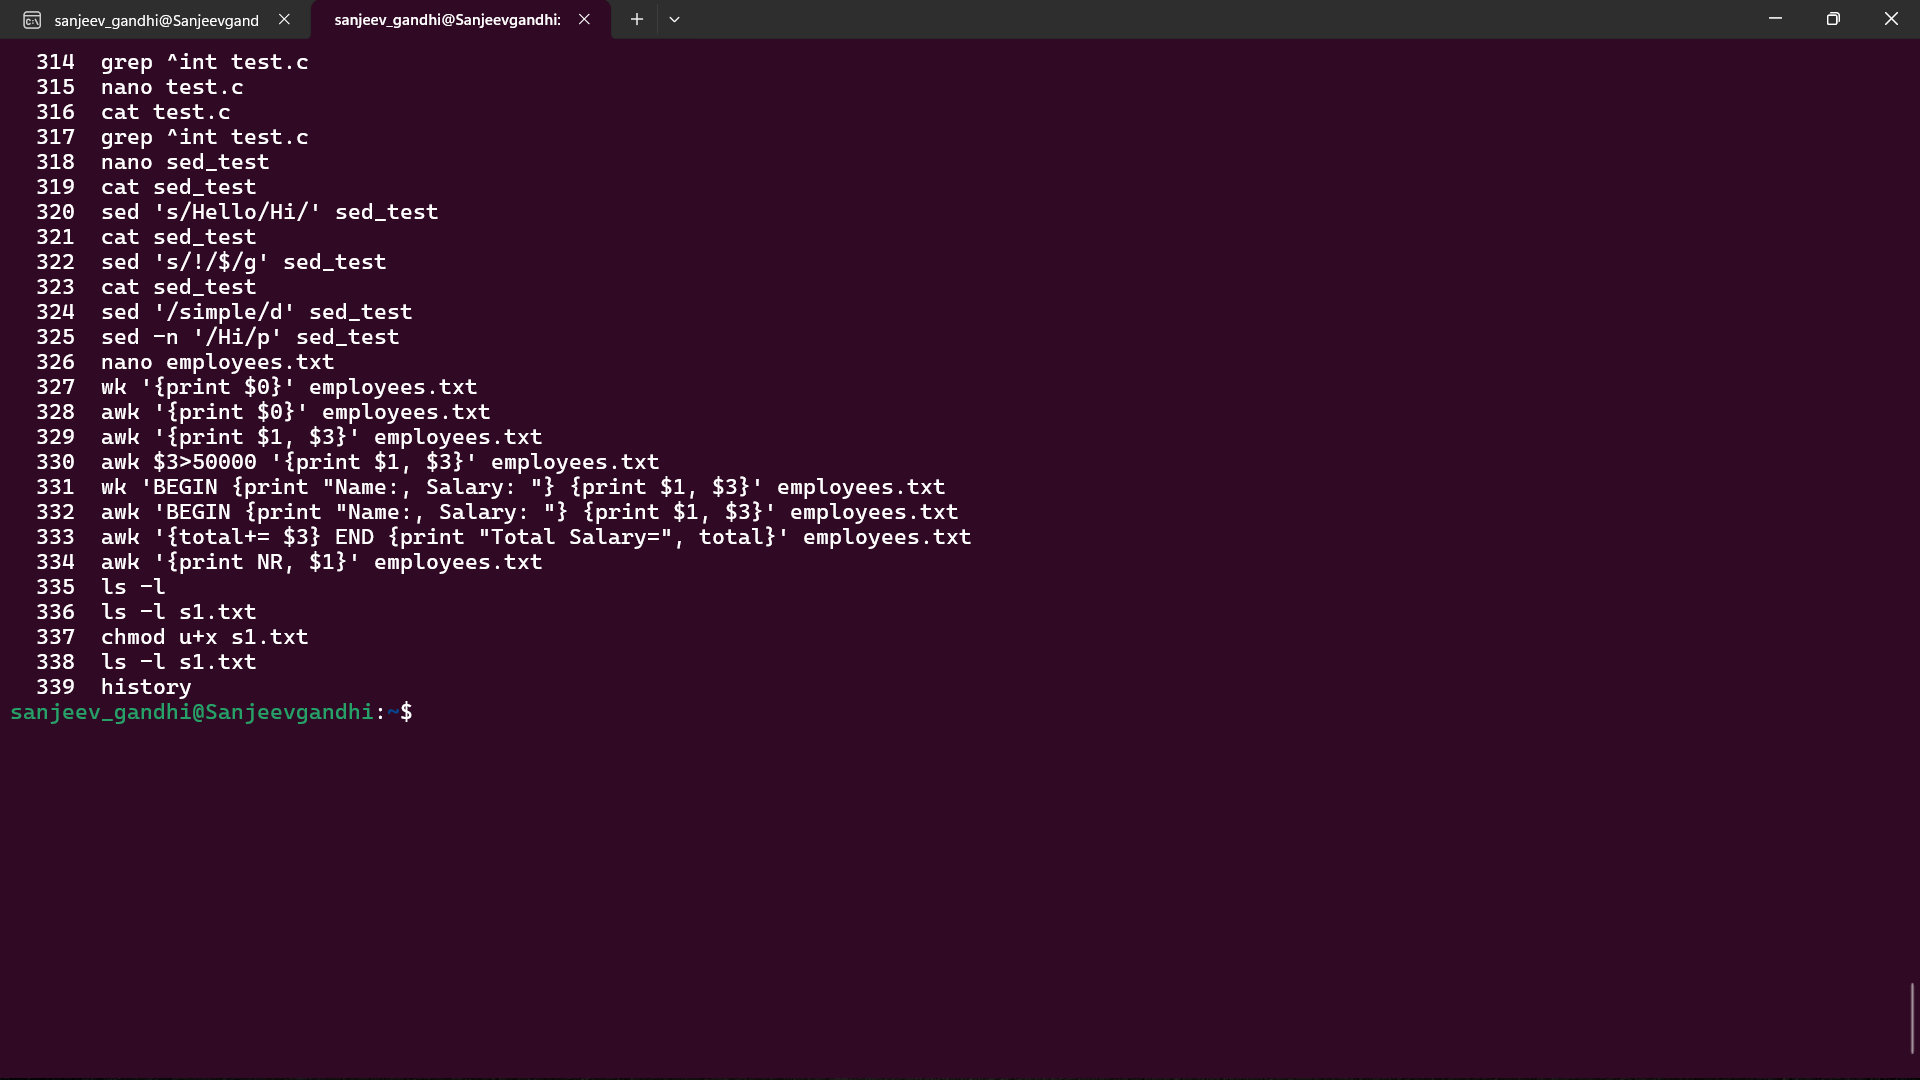 sanjeev_gandhi@Sanjeevgand
sanjeev_gandhi@Sanjeevgandhi:
314  grep ^int test.c
315  nano test.c
316  cat test.c
317  grep ^int test.c
318  nano sed_test
319  cat sed_test
320  sed 's/Hello/Hi/' sed_test
321  cat sed_test
322  sed 's/!/$/g' sed_test
323  cat sed_test
324  sed '/simple/d' sed_test
325  sed -n '/Hi/p' sed_test
326  nano employees.txt
327  wk '{print $0}' employees.txt
328  awk '{print $0}' employees.txt
329  awk '{print $1, $3}' employees.txt
330  awk $3>50000 '{print $1, $3}' employees.txt
331  wk 'BEGIN {print "Name:, Salary: "} {print $1, $3}' employees.txt
332  awk 'BEGIN {print "Name:, Salary: "} {print $1, $3}' employees.txt
333  awk '{total+= $3} END {print "Total Salary=", total}' employees.txt
334  awk '{print NR, $1}' employees.txt
335  ls -l
336  ls -l s1.txt
337  chmod u+x s1.txt
338  ls -l s1.txt
339  history
sanjeev_gandhi@Sanjeevgandhi:~$